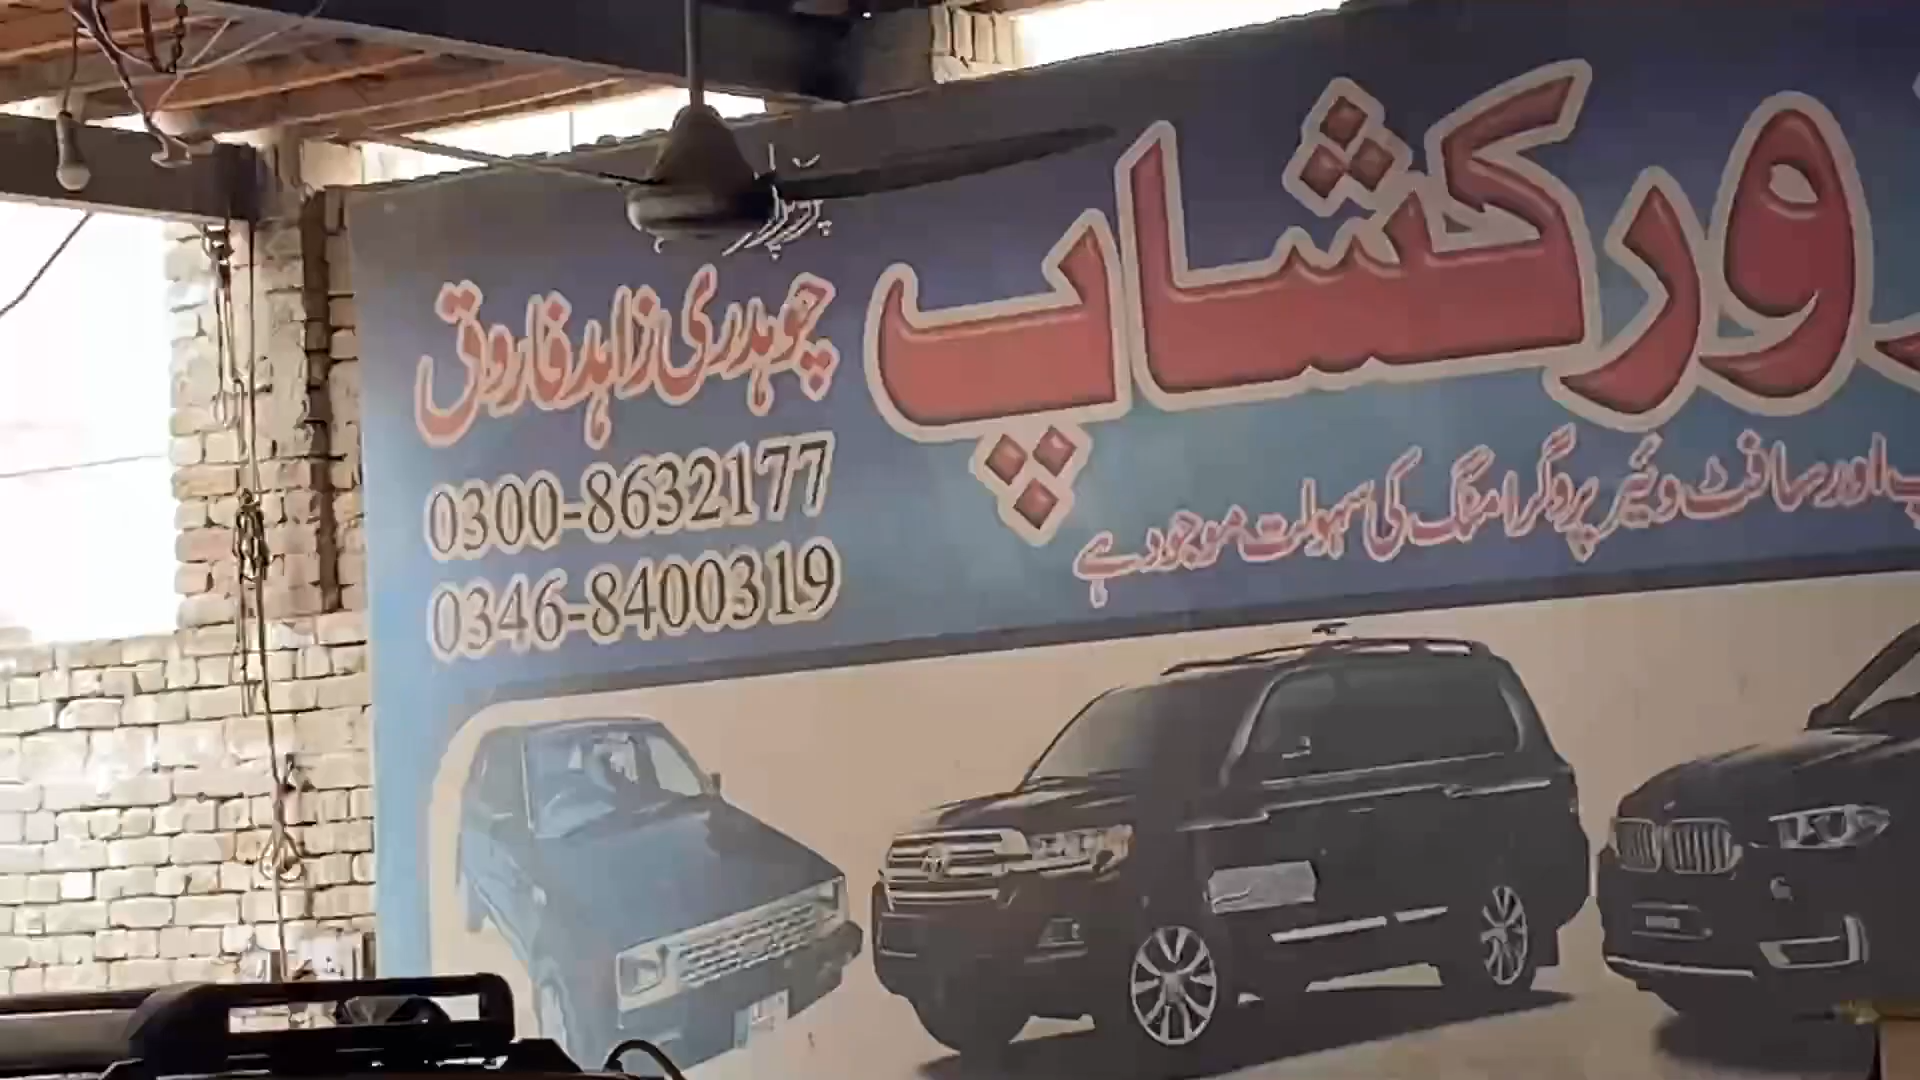 ورکشاپ
پروپرائٹر
چوہدری زاہد فاروق
0300-8632177
0346-8400319
اور سافٹ ویئر پروگرامنگ کی سہولت موجود ہے